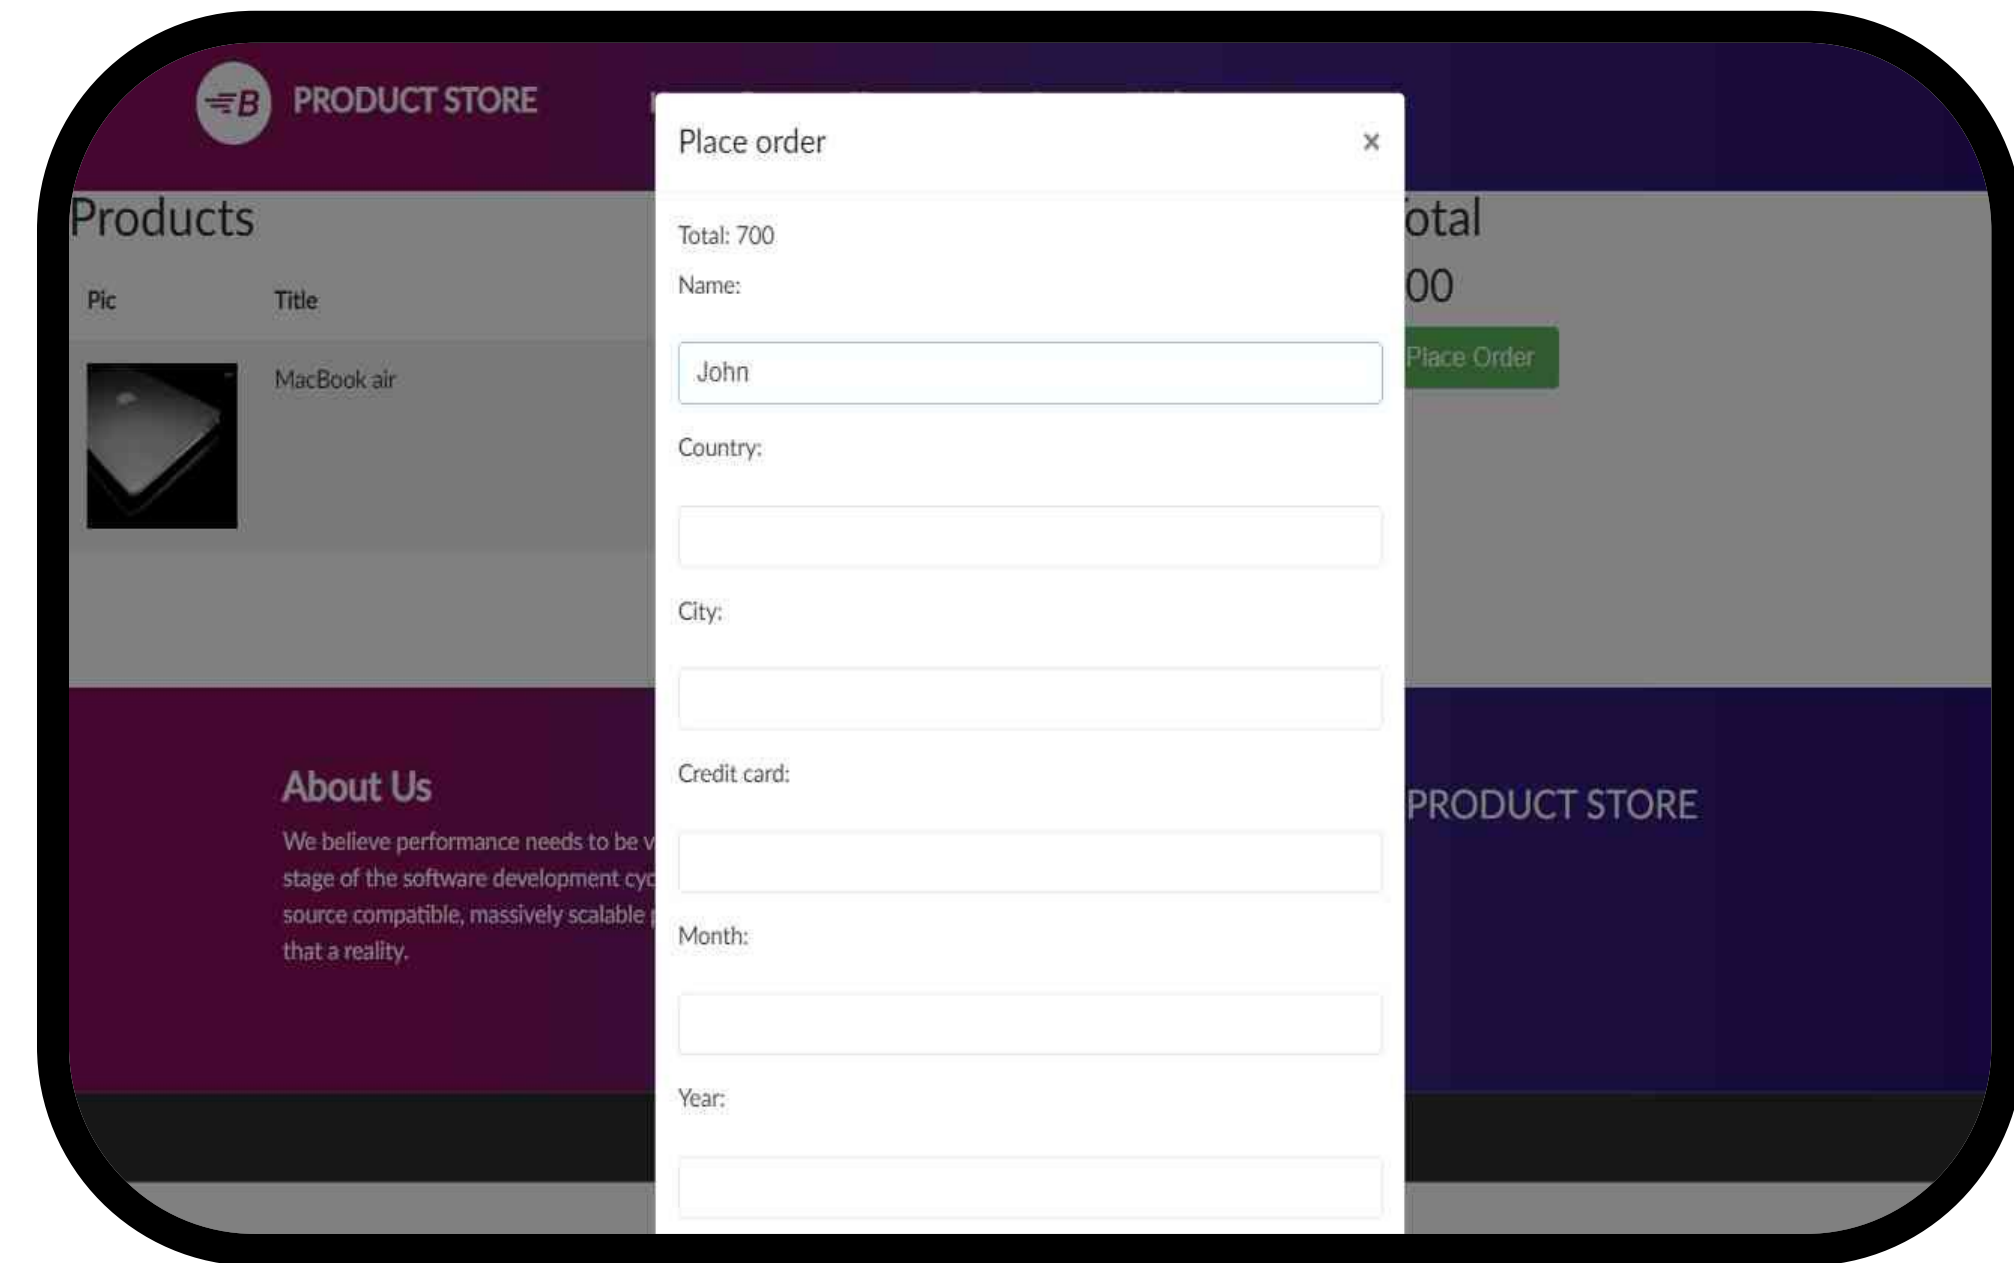 B PRODUCT STORE
Place order ×
Products
Total: 700
otal
Name:
00
Pic Title
Place Order
John
MacBook air
Country:
City:
Credit card:
About Us
PRODUCT STORE
We believe performance needs to be v
stage of the software development cyc
source compatible, massively scalable
that a reality.
Month:
Year: